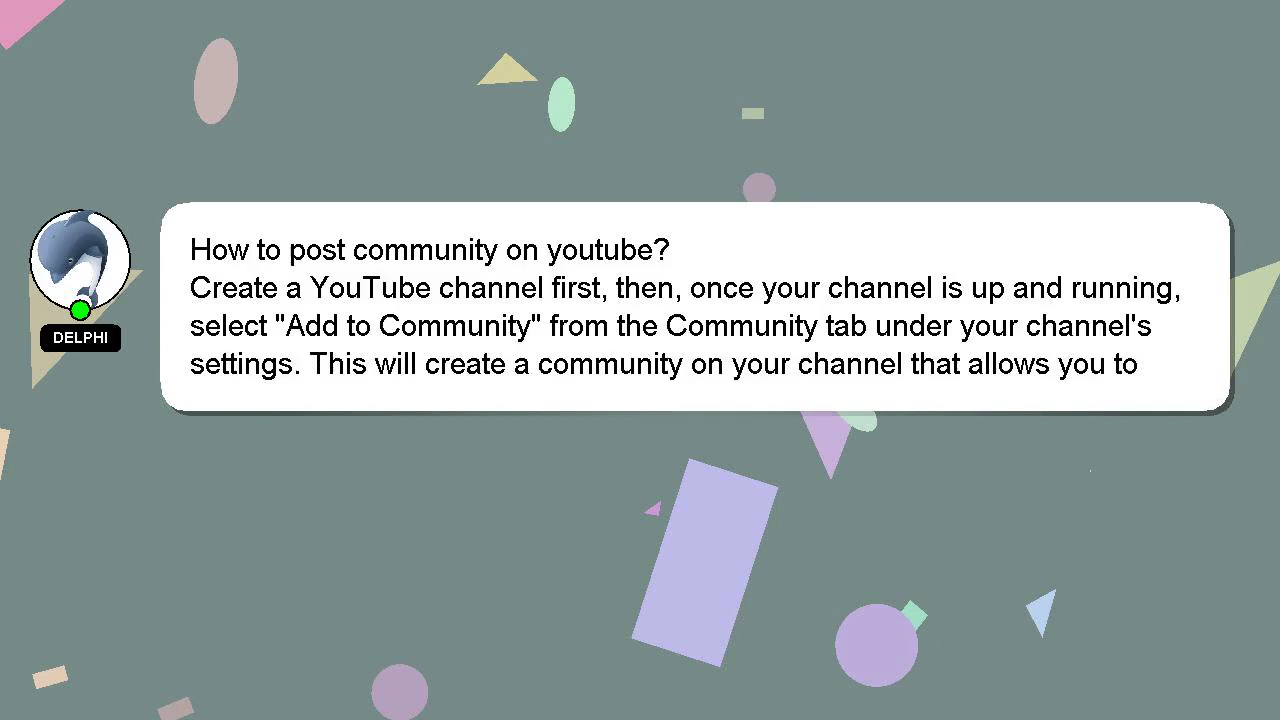 How to post community on youtube?
Create a YouTube channel first, then, once your channel is up and running,
select "Add to Community" from the Community tab under your channel's
settings. This will create a community on your channel that allows you to
DELPHI